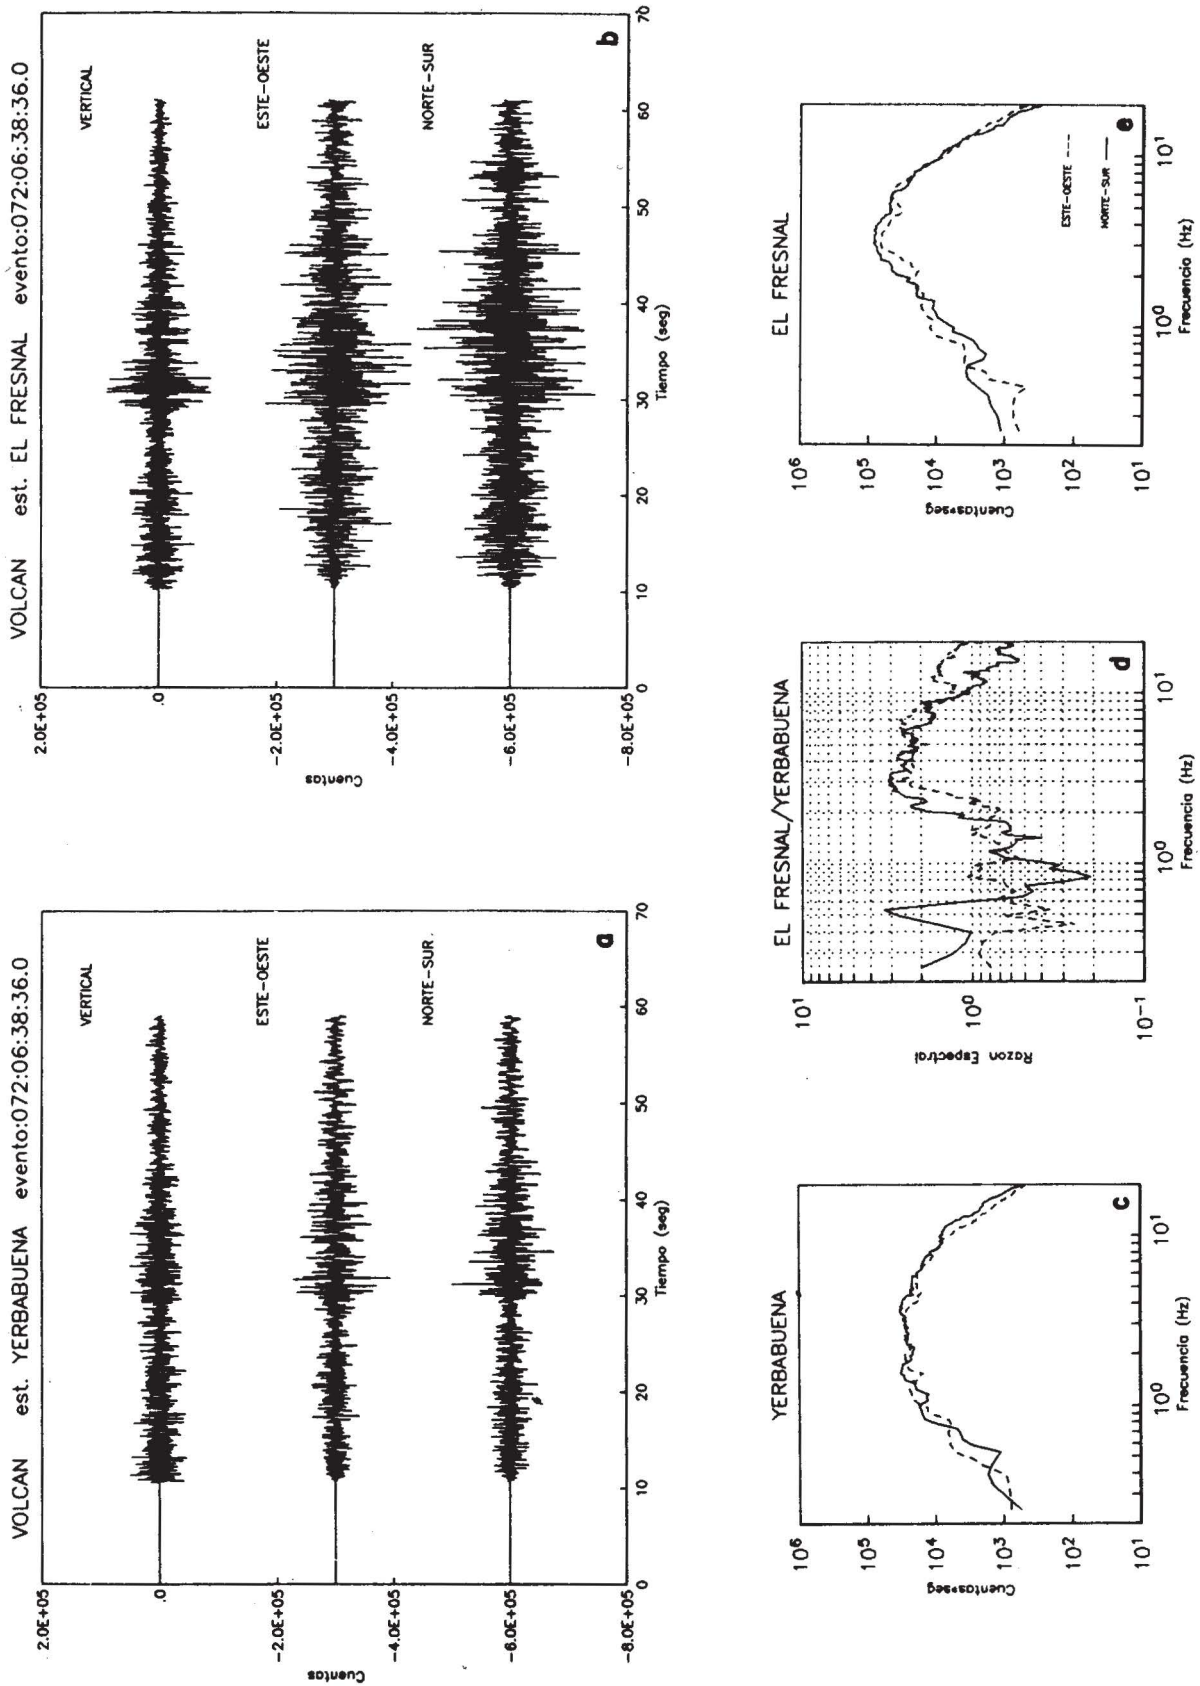 VOLCAN est. YERBABUENA evento:072:06:38:36.0
2.0E+05
.0
-2.0E+05
-4.0E+05
-6.0E+05
-8.0E+05
Cuentas
VERTICAL
ESTE-OESTE
NORTE-SUR
a
0 10 20 30 40 50 60 70
Tiempo (seg)
VOLCAN est. EL FRESNAL evento:072:06:38:36.0
2.0E+05
.0
-2.0E+05
-4.0E+05
-6.0E+05
-8.0E+05
Cuentas
VERTICAL
ESTE-OESTE
NORTE-SUR
b
0 10 20 30 40 50 60 70
Tiempo (seg)
YERBABUENA
10⁶
10⁵
10⁴
10³
10²
10¹
Cuentas*seg
c
10⁰ 10¹
Frecuencia (Hz)
EL FRESNAL/YERBABUENA
10¹
10⁰
10⁻¹
Razon Espectral
d
10⁰ 10¹
Frecuencia (Hz)
EL FRESNAL
10⁶
10⁵
10⁴
10³
10²
10¹
Cuentas*seg
ESTE-OESTE
NORTE-SUR
e
10⁰ 10¹
Frecuencia (Hz)